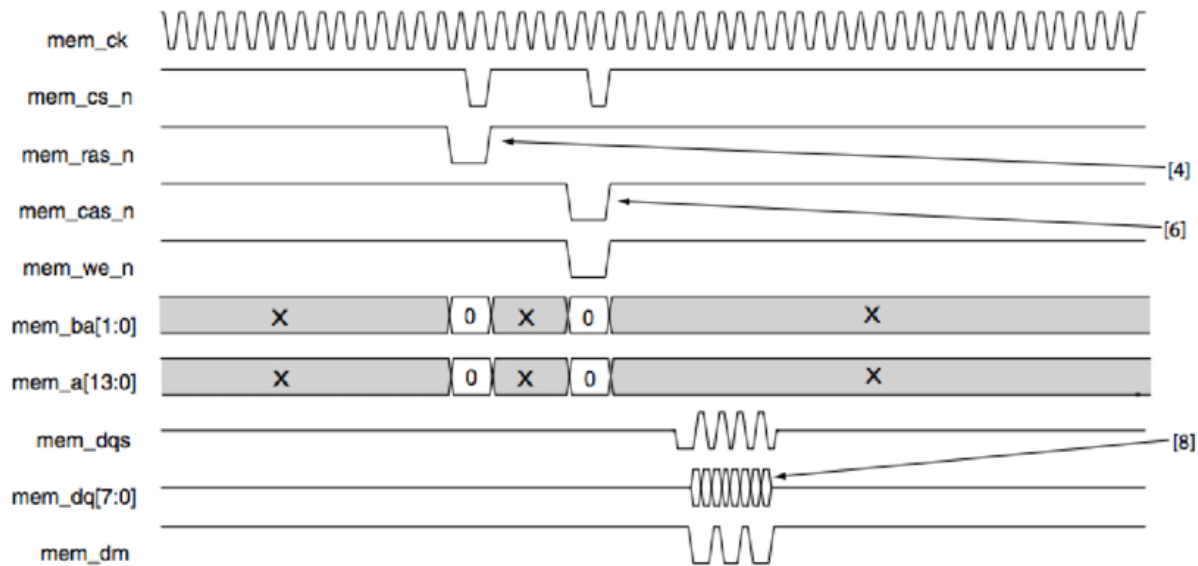 mem_ck
mem_cs_n
mem_ras_n
[4]
mem_cas_n
[6]
mem_we_n
mem_ba[1:0] X 0 X 0 X
mem_a[13:0] X 0 X 0 X
mem_dqs
[8]
mem_dq[7:0]
mem_dm